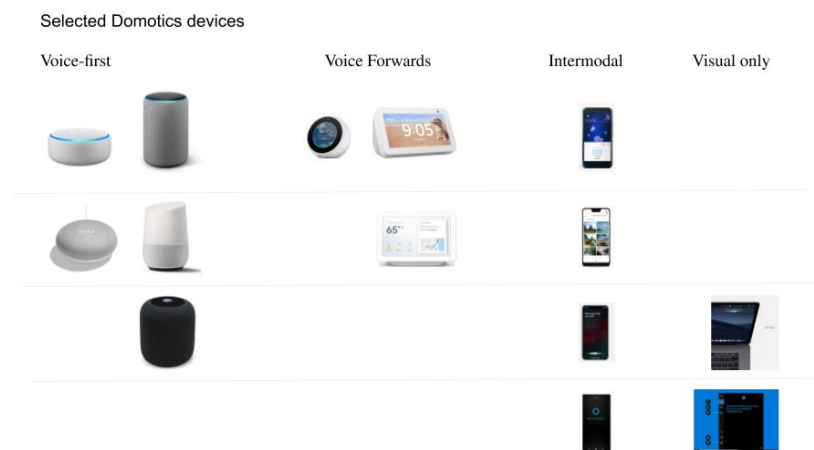 Selected Domotics devices
Voice-first
Voice Forwards
Intermodal
Visual only
9:05
65°